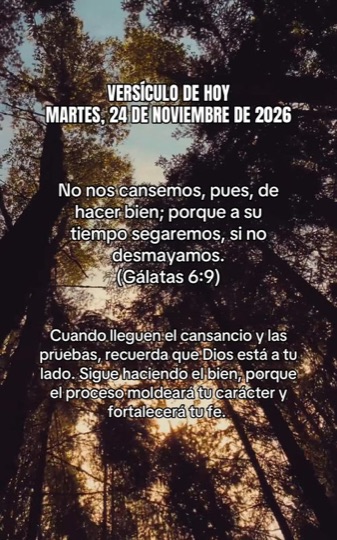 VERSÍCULO DE HOY
MARTES, 24 DE NOVIEMBRE DE 2026
No nos cansemos, pues, de
hacer bien; porque a su
tiempo segaremos, si no
desmayamos.
(Gálatas 6:9)
Cuando lleguen el cansancio y las
pruebas, recuerda que Dios está a tu
lado. Sigue haciendo el bien, porque
el proceso moldeará tu carácter y
fortalecerá tu fe.